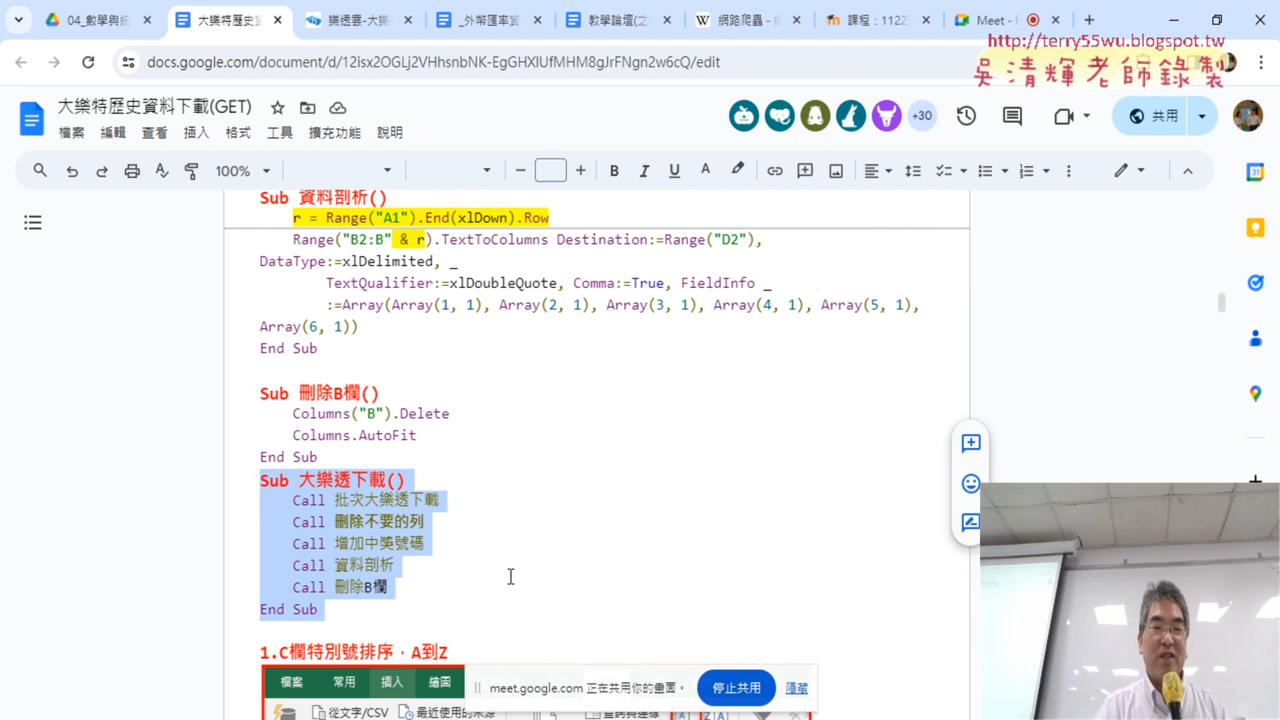 04_數學與統
大樂特歷史資
樂透雲-大樂
_外幣匯率資
教學論壇(之
網路爬蟲 -
課程：1122
Meet -
http://terry55wu.blogspot.tw
吳清輝老師錄製
docs.google.com/document/d/12isx2OGLj2VHhsnbNK-EgGHXlUfMHM8gJrFNgn2w6cQ/edit
大樂特歷史資料下載(GET)
檔案 編輯 查看 插入 格式 工具 擴充功能 說明
+30
共用
100%
B I U A
Sub 資料剖析()
r = Range("A1").End(xlDown).Row
Range("B2:B" & r).TextToColumns Destination:=Range("D2"),
DataType:=xlDelimited, _
TextQualifier:=xlDoubleQuote, Comma:=True, FieldInfo _
:=Array(Array(1, 1), Array(2, 1), Array(3, 1), Array(4, 1), Array(5, 1),
Array(6, 1))
End Sub
Sub 刪除B欄()
Columns("B").Delete
Columns.AutoFit
End Sub
Sub 大樂透下載()
Call 批次大樂透下載
Call 刪除不要的列
Call 增加中獎號碼
Call 資料剖析
Call 刪除B欄
End Sub
1.C欄特別號排序，A到Z
檔案 常用 插入 繪圖
meet.google.com 正在共用你的畫面。 停止共用 隱藏
從文字/CSV 最近使用的來源